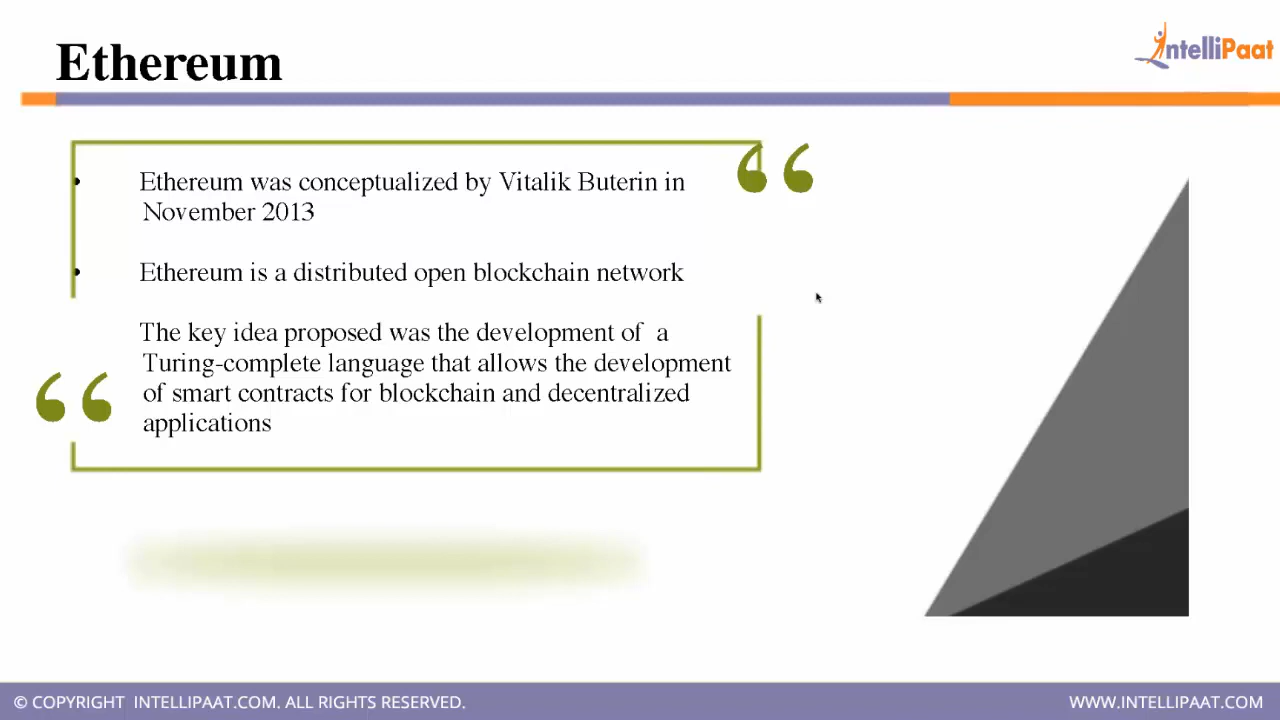 Ethereum
IntelliPaat
• Ethereum was conceptualized by Vitalik Buterin in
November 2013
• Ethereum is a distributed open blockchain network
The key idea proposed was the development of a
Turing-complete language that allows the development
of smart contracts for blockchain and decentralized
applications
© COPYRIGHT INTELLIPAAT.COM. ALL RIGHTS RESERVED.
WWW.INTELLIPAAT.COM